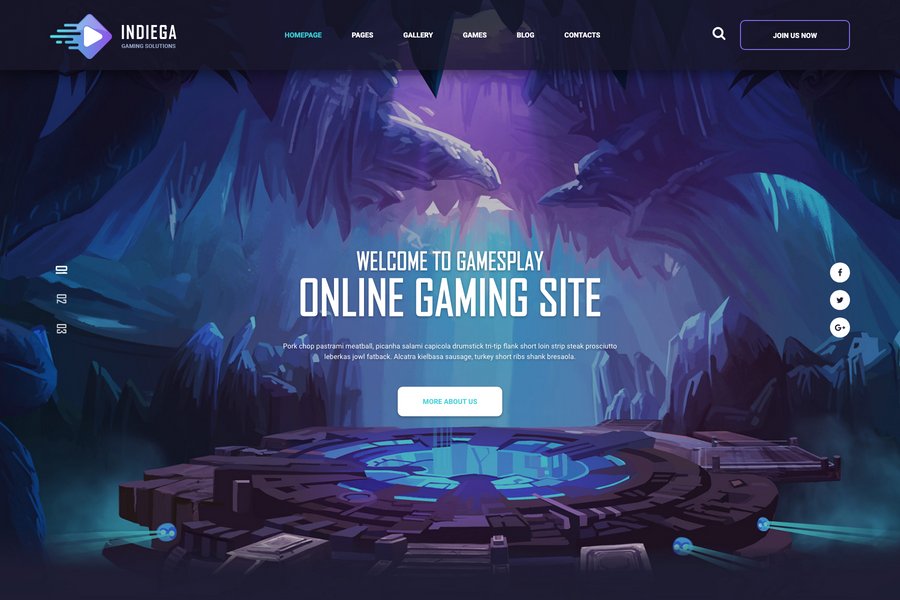 INDIEGA
GAMING SOLUTIONS
HOMEPAGE PAGES GALLERY GAMES BLOG CONTACTS
JOIN US NOW
01
02
03
WELCOME TO GAMESPLAY
ONLINE GAMING SITE
Pork chop pastrami meatball, picanha salami capicola drumstick tri-tip flank short loin strip steak prosciutto
leberkas jowl fatback. Alcatra kielbasa sausage, turkey short ribs shank bresaola.
MORE ABOUT US
f
G+